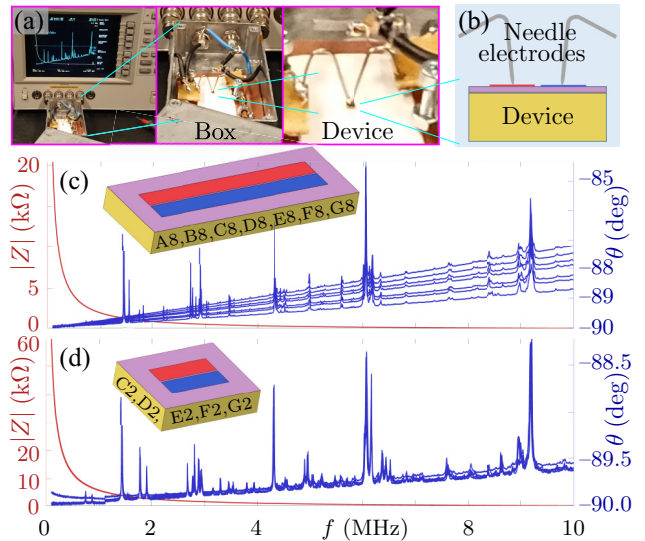 (a)
Box
Device
(b)
Needle
electrodes
Device
(c)
|Z| (kΩ)
20
5
0
A8,B8,C8,D8,E8,F8,G8
−85
−88
−89
−90
θ (deg)
(d)
|Z| (kΩ)
60
20
10
0
C2,D2,
E2,F2,G2
−88.5
−89.5
−90.0
θ (deg)
0
2
4
6
8
10
f (MHz)